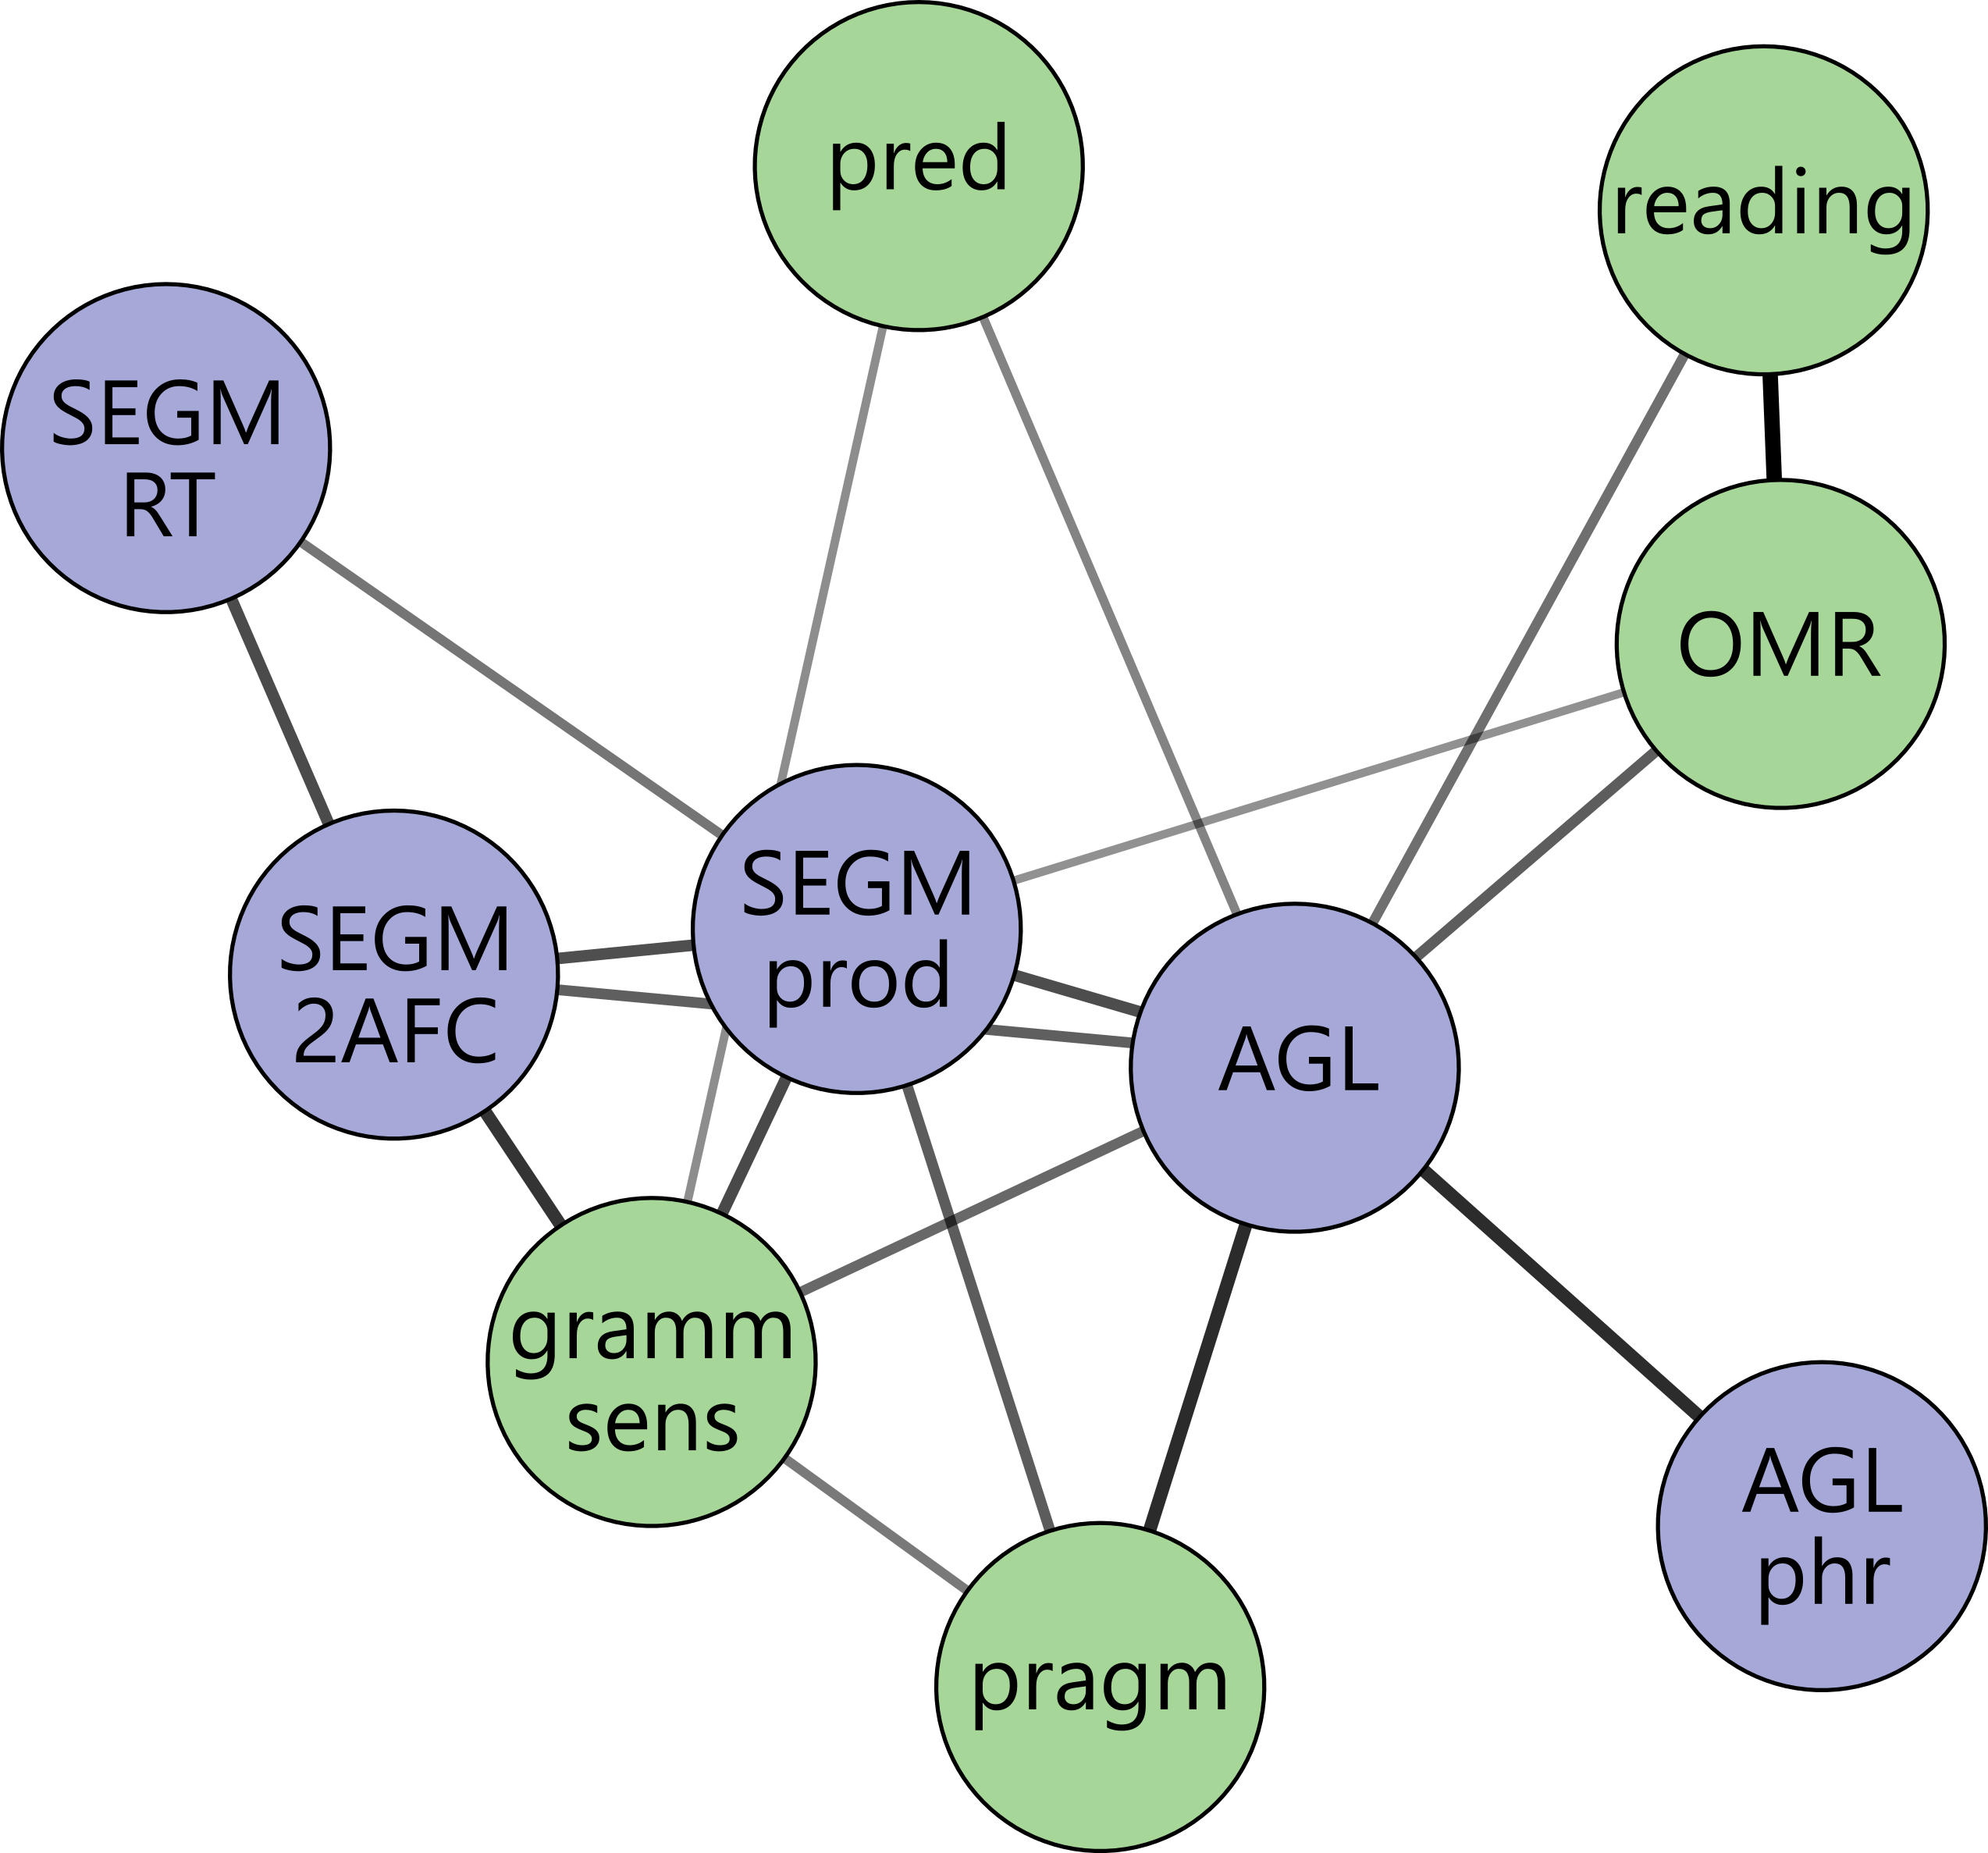 pred
reading
SEGM
RT
OMR
SEGM
prod
SEGM
2AFC
AGL
gramm
sens
AGL
phr
pragm